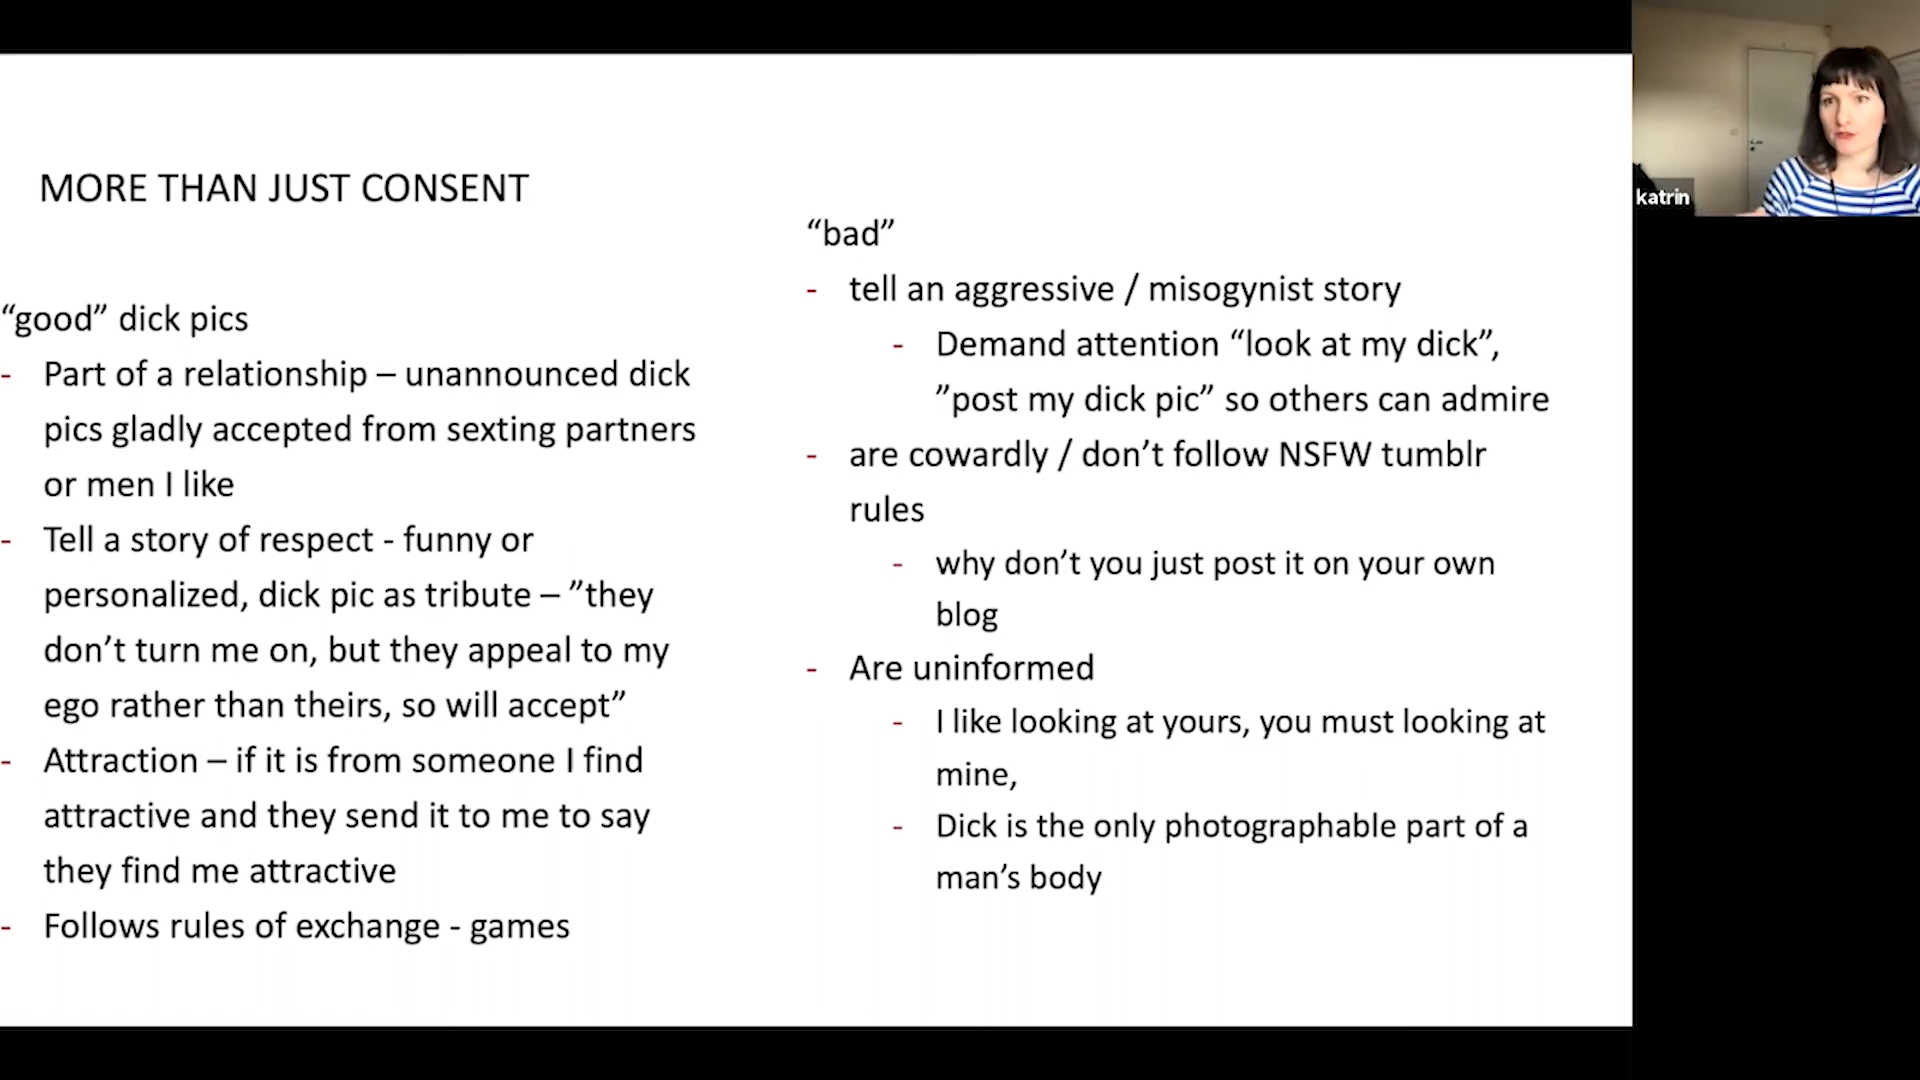 MORE THAN JUST CONSENT
“good” dick pics
- Part of a relationship – unannounced dick
pics gladly accepted from sexting partners
or men I like
- Tell a story of respect - funny or
personalized, dick pic as tribute – ”they
don’t turn me on, but they appeal to my
ego rather than theirs, so will accept”
- Attraction – if it is from someone I find
attractive and they send it to me to say
they find me attractive
- Follows rules of exchange - games
“bad”
- tell an aggressive / misogynist story
- Demand attention “look at my dick”,
”post my dick pic” so others can admire
- are cowardly / don’t follow NSFW tumblr
rules
- why don’t you just post it on your own
blog
- Are uninformed
- I like looking at yours, you must looking at
mine,
- Dick is the only photographable part of a
man’s body
katrin